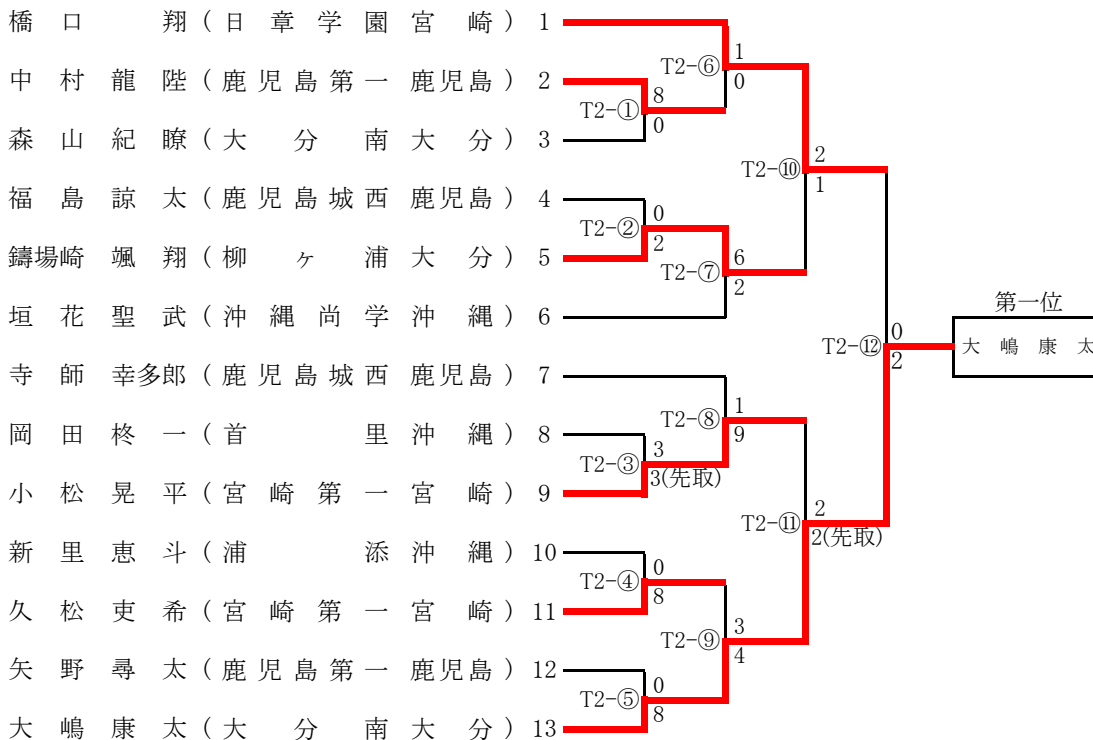 橋口翔(日章学園宮崎) 1
1
T2-⑥
0
中村龍陛(鹿児島第一鹿児島) 2
8
T2-①
0
森山紀瞭(大分南大分) 3
2
T2-⑩
1
福島諒太(鹿児島城西鹿児島) 4
0
T2-②
2
鑄場崎颯翔(柳ヶ浦大分) 5
6
T2-⑦
2
垣花聖武(沖縄尚学沖縄) 6
第一位
0
T2-⑫
2
大嶋康太
寺師幸多郎(鹿児島城西鹿児島) 7
1
T2-⑧
9
岡田柊一(首里沖縄) 8
3
T2-③
3(先取)
小松晃平(宮崎第一宮崎) 9
2
T2-⑪
2(先取)
新里恵斗(浦添沖縄) 10
0
T2-④
8
久松吏希(宮崎第一宮崎) 11
3
T2-⑨
4
矢野尋太(鹿児島第一鹿児島) 12
0
T2-⑤
8
大嶋康太(大分南大分) 13